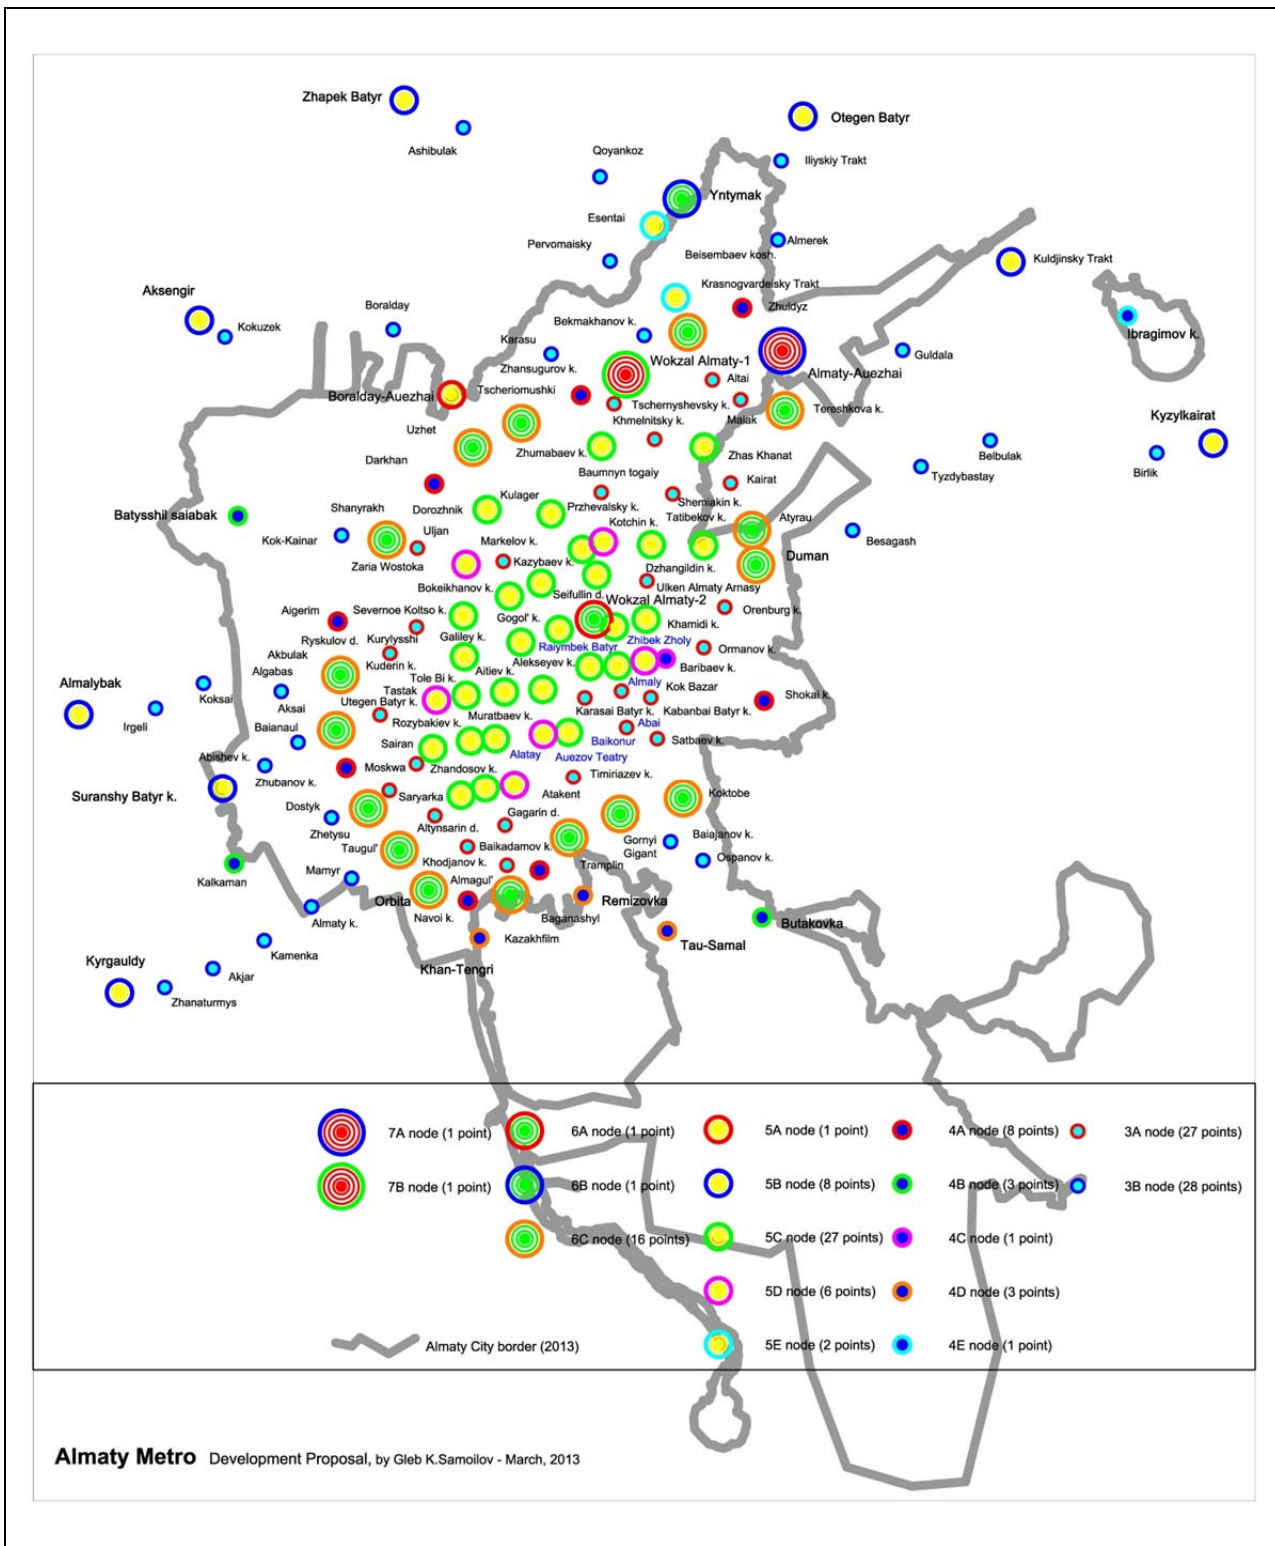 Zhapek Batyr
Otegen Batyr
Ashibulak
Qoyankoz
Iliyskiy Trakt
Yntymak
Esentai
Pervomaisky
Almerek
Beisembaev kosh.
Kuldjinsky Trakt
Krasnogvardeisky Trakt
Aksengir
Boralday
Zhuldyz
Kokuzek
Bekmakhanov k.
Ibragimov k.
Karasu
Guldala
Wokzal Almaty-1
Zhansugurov k.
Almaty-Auezhai
Altai
Tscheriomushki
Boralday-Auezhai
Tschernyshevsky k.
Tereshkova k.
Kyzylkairat
Khmelnitsky k.
Maiak
Uzhet
Zhumabaev k.
Zhas Khanat
Belbulak
Darkhan
Birlik
Baumnyn togaiy
Tyzdybastay
Kairat
Kulager
Shemiakin k.
Shanyrakh
Dorozhnik
Przhevalsky k.
Batysshil saiabak
Kotchin k.
Tatibekov k.
Atyrau
Uljan
Kok-Kainar
Markelov k.
Besagash
Duman
Zaria Wostoka
Kazybaev k.
Dzhangildin k.
Bokeikhanov k.
Ulken Almaty Arnasy
Seifullin d.
Wokzal Almaty-2
Aigerim
Severnoe Koltso k.
Orenburg k.
Gogol' k.
Khamidi k.
Ryskulov d.
Kurylysshi
Galiley k.
Raiymbek Batyr
Zhibek Zholy
Akbulak
Ormanov k.
Kuderin k.
Alekseyev k.
Baribaev k.
Algabas
Aitiev k.
Tole Bi k.
Almaly
Almalybak
Koksai
Tastak
Kok Bazar
Shokai k.
Utegen Batyr k.
Aksai
Karasai Batyr k.
Kabanbai Batyr k.
Irgeli
Muratbaev k.
Rozybakiev k.
Abai
Baianaul
Sairan
Baikonur
Satbaev k.
Abishev k.
Alatay
Auezov Teatry
Moskwa
Zhandosov k.
Timiriazev k.
Zhubanov k.
Suranshy Batyr k.
Saryarka
Atakent
Koktobe
Dostyk
Gagarin d.
Altynsarin d.
Zhetysu
Baiajanov k.
Gornyi
Gigant
Taugul'
Baikadamov k.
Ospanov k.
Khodjanov k.
Tramplin
Mamyr
Kalkaman
Almagul'
Orbita
Remizovka
Navoi k.
Baganashyl
Almaty k.
Butakovka
Kazakhfilm
Tau-Samal
Kamenka
Kyrgauldy
Khan-Tengri
Akjar
Zhanaturmys
7A node (1 point)
6A node (1 point)
5A node (1 point)
4A node (8 points)
3A node (27 points)
7B node (1 point)
6B node (1 point)
5B node (8 points)
4B node (3 points)
3B node (28 points)
6C node (16 points)
5C node (27 points)
4C node (1 point)
5D node (6 points)
4D node (3 points)
Almaty City border (2013)
5E node (2 points)
4E node (1 point)
Almaty Metro Development Proposal, by Gleb K.Samoilov - March, 2013